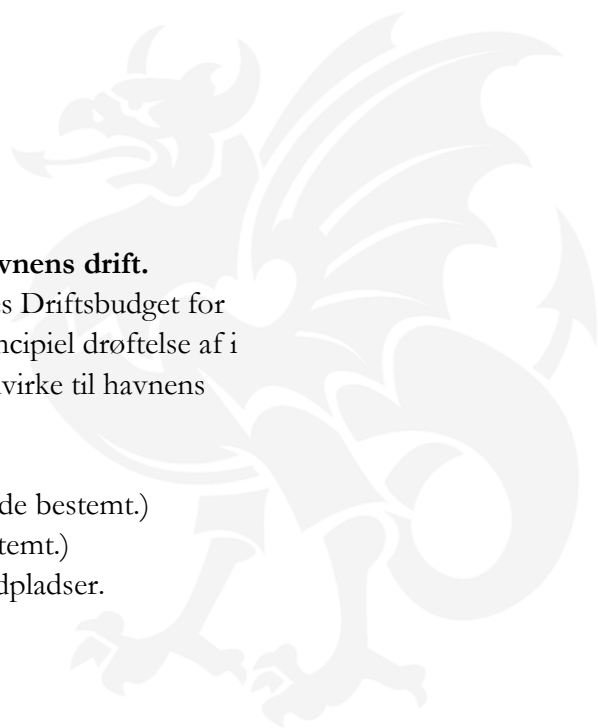 vnens drift.
s Driftsbudget for
ncipiel drøftelse af i
virke til havnens
de bestemt.)
temt.)
dpladser.